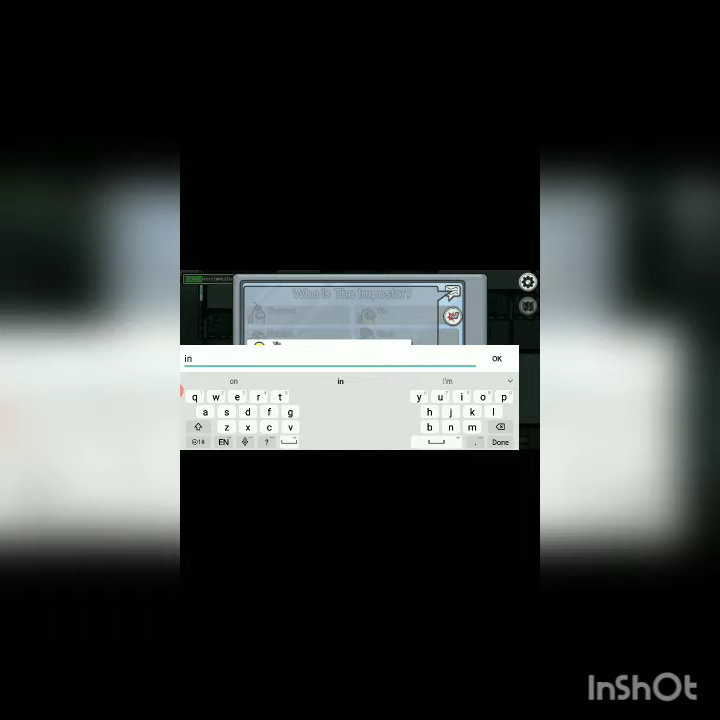 Who Is The Impostor?
in
OK
on in i'm
q w e r t y u i o p
a s d f g h j k l
z x c v b n m
EN ? . Done
InShOt